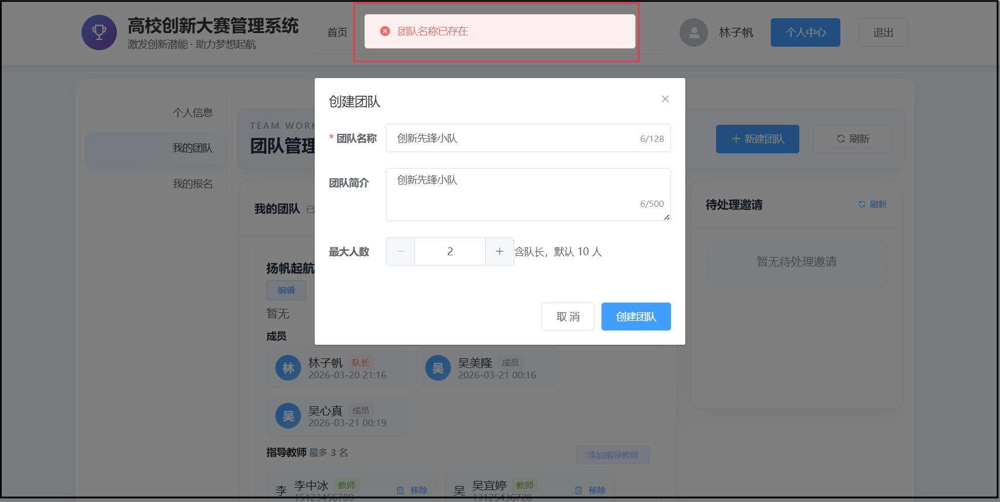 高校创新大赛管理系统
激发创新潜能 · 助力梦想起航
首页
团队名称已存在
林子帆
个人中心
退出
个人信息
我的团队
我的报名
TEAM WORK
团队管理
新建团队
刷新
创建团队
* 团队名称
创新先锋小队
6/128
团队简介
创新先锋小队
6/500
最大人数
2
含队长，默认 10 人
取 消
创建团队
我的团队
待处理邀请
刷新
暂无待处理邀请
扬帆起航
编辑
暂无
成员
林
林子帆
队长
2026-03-20 21:16
吴
吴美隆
成员
2026-03-21 00:16
吴
吴心真
成员
2026-03-21 00:19
指导教师 最多 3 名
添加指导教师
李
李中冰
教师
15123456789
移除
吴
吴宜婷
教师
13125436728
移除